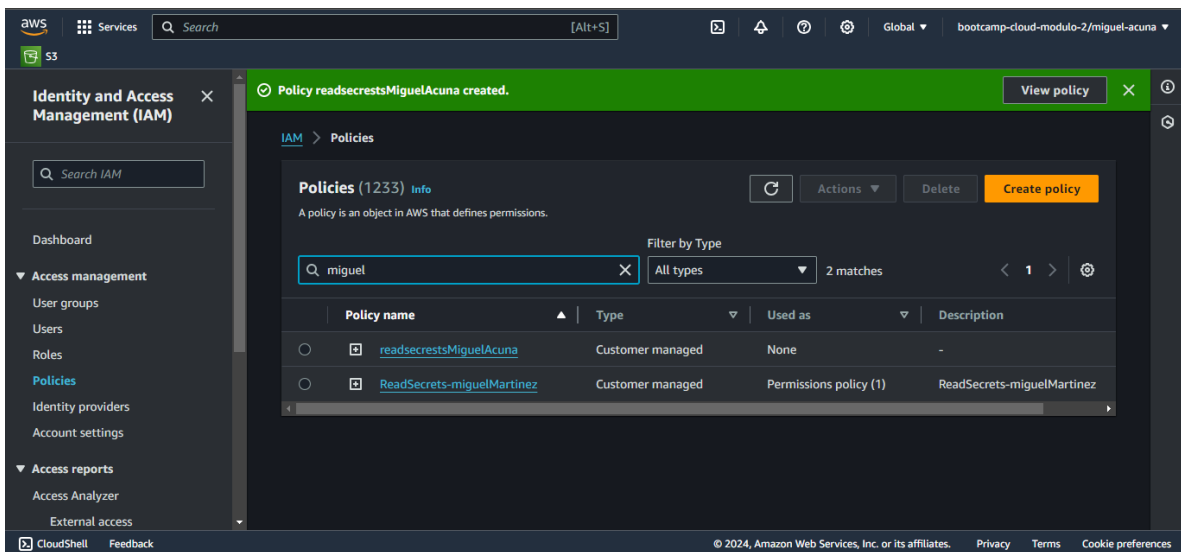 aws Services Search [Alt+S] Global ▼ bootcamp-cloud-modulo-2/miguel-acuna ▼
S3
Identity and Access
Management (IAM)
Search IAM
Dashboard
▼ Access management
User groups
Users
Roles
Policies
Identity providers
Account settings
▼ Access reports
Access Analyzer
External access
Policy readsecrestsMiguelAcuna created. View policy
IAM > Policies
Policies (1233) Info
Actions ▼ Delete Create policy
A policy is an object in AWS that defines permissions.
Filter by Type
miguel All types ▼ 2 matches < 1 >
Policy name ▲ Type Used as Description
readsecrestsMiguelAcuna Customer managed None -
ReadSecrets-miguelMartinez Customer managed Permissions policy (1) ReadSecrets-miguelMartinez
CloudShell Feedback © 2024, Amazon Web Services, Inc. or its affiliates. Privacy Terms Cookie preferences